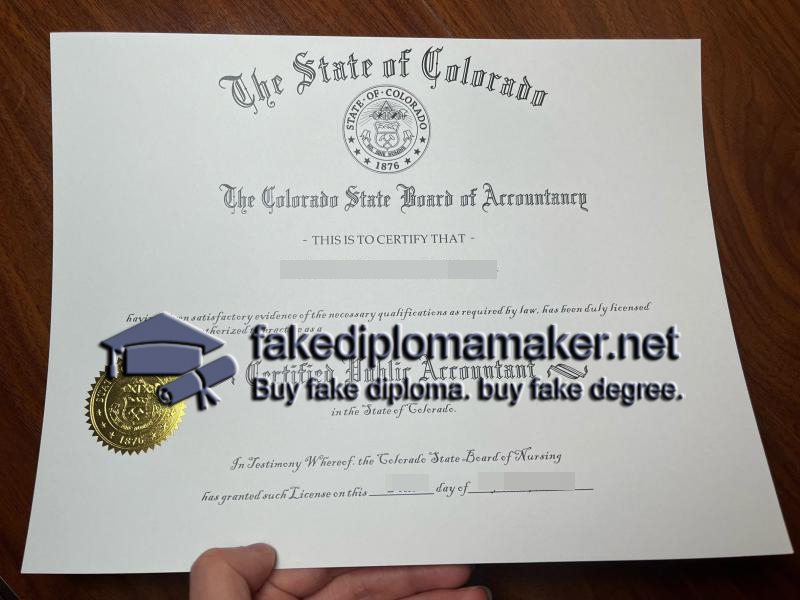 The State of Colorado
STATE·OF·COLORADO
1876
The Colorado State Board of Accountancy
- THIS IS TO CERTIFY THAT -
satisfactory evidence of the necessary qualifications as required by law, has been duly licensed
as a
fakediplomamaker.net
Certified Public Accountant
Buy fake diploma. buy fake degree.
in the State of Colorado.
1876
In Testimony Whereof, the Colorado State Board of Nursing
has granted such License on this day of